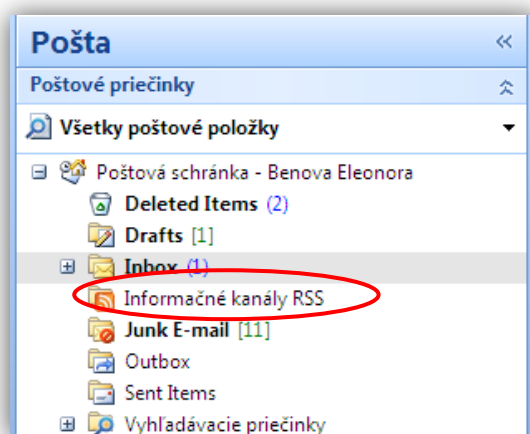 Pošta
Poštové priečinky
Všetky poštové položky
Poštová schránka - Benova Eleonora
Deleted Items (2)
Drafts [1]
Inbox (1)
Informačné kanály RSS
Junk E-mail [11]
Outbox
Sent Items
Vyhľadávacie priečinky